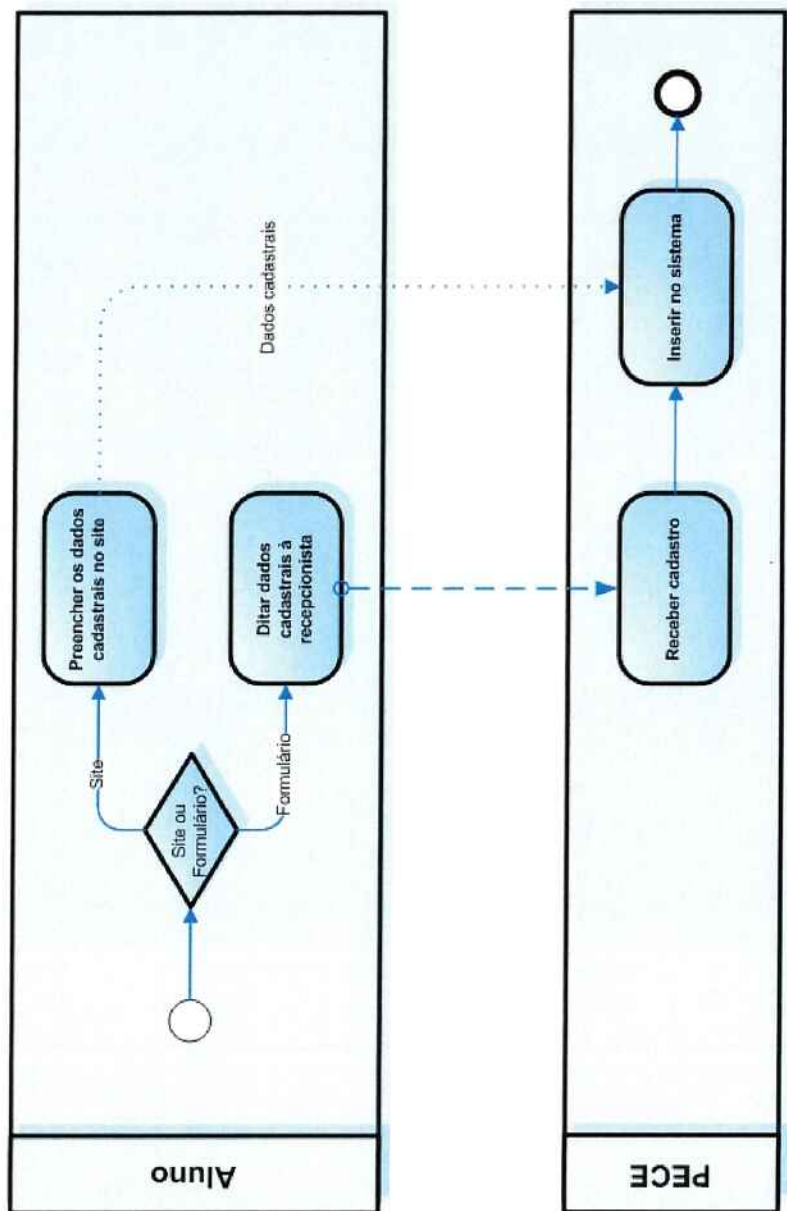 Aluno
Site ou
Formulário?
Site
Formulário
Preencher os dados
cadastrais no site
Ditar dados
cadastrais à
recepcionista
Dados cadastrais
PECE
Receber cadastro
Inserir no sistema